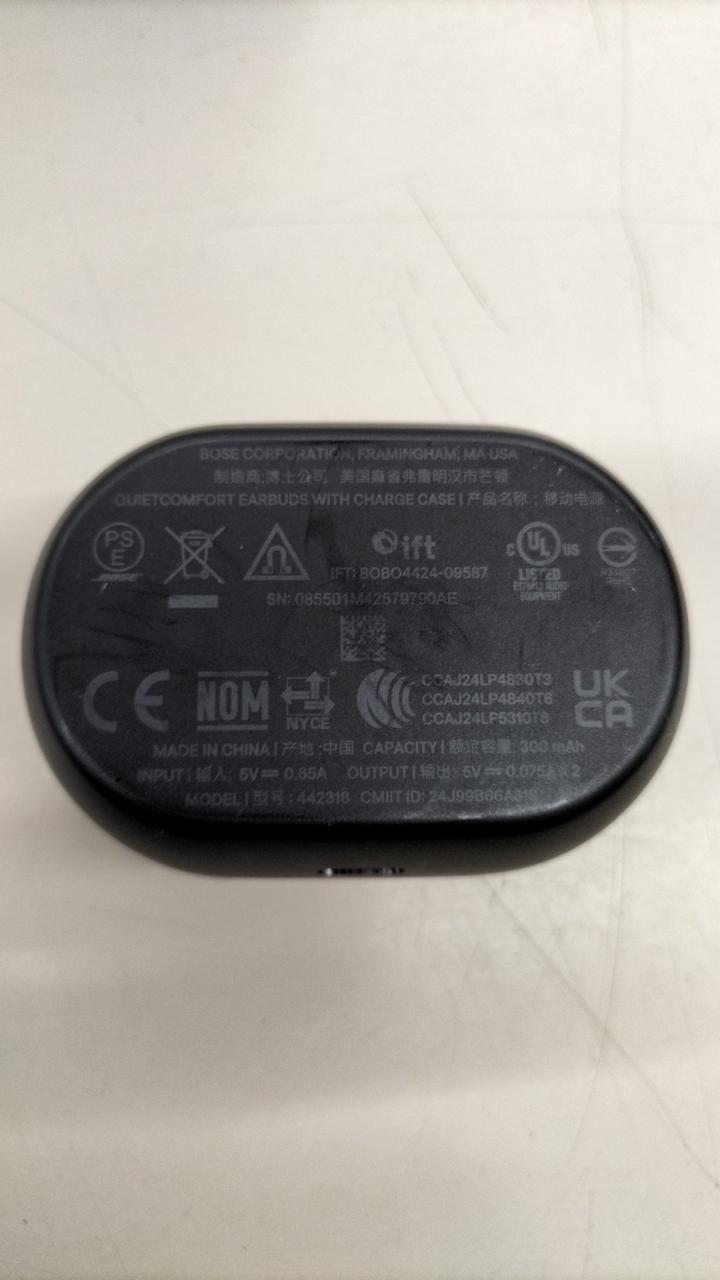 BOSE CORPORATION, FRAMINGHAM, MA USA
制造商:博士公司 美国麻省弗雷明汉市芒顿
QUIETCOMFORT EARBUDS WITH CHARGE CASE | 产品名称：移动电源
PS
E
BOSE
ift
IFT: BOBO4424-09587
c UL US
LISTED
EQUIPMENT
RoHS
SN: 085501M42579790AE
CE
NOM
NYCE
CCAJ24LP4830T3
CCAJ24LP4840T6
CCAJ24LP5310T8
UK
CA
MADE IN CHINA | 产地 :中国 CAPACITY | 额定容量: 300 mAh
INPUT | 输入: 5V⎓0.65A OUTPUT | 输出: 5V⎓0.075A×2
MODEL | 型号 : 442318 CMIIT ID: